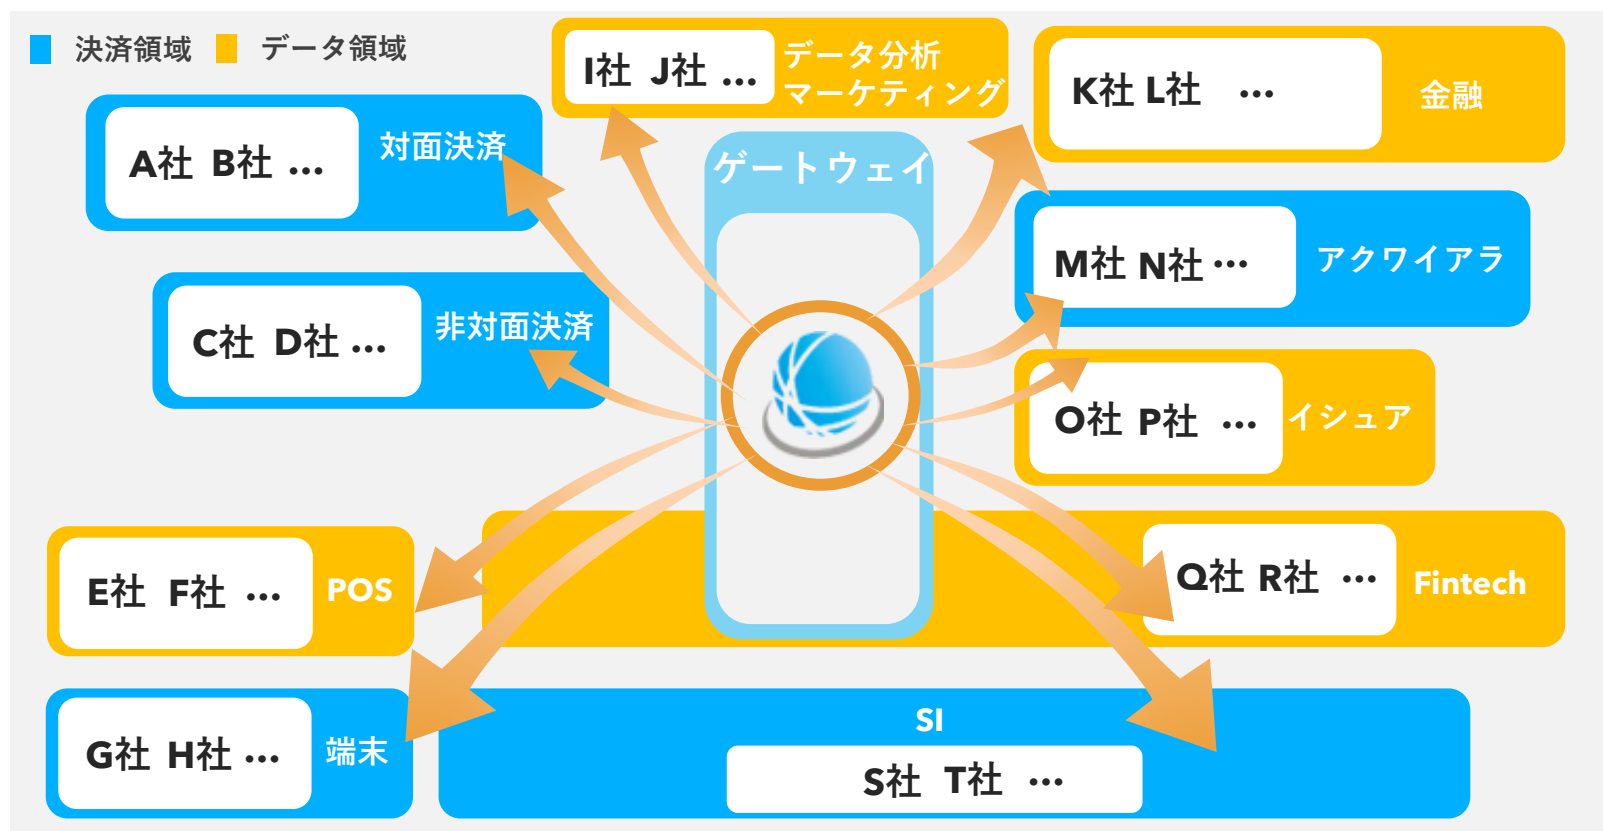 決済領域 データ領域
I社 J社 … データ分析
マーケティング
K社 L社 … 金融
A社 B社 … 対面決済
ゲートウェイ
M社 N社 … アクワイアラ
C社 D社 … 非対面決済
O社 P社 … イシュア
E社 F社 … POS
Q社 R社 … Fintech
G社 H社 … 端末
SI
S社 T社 …